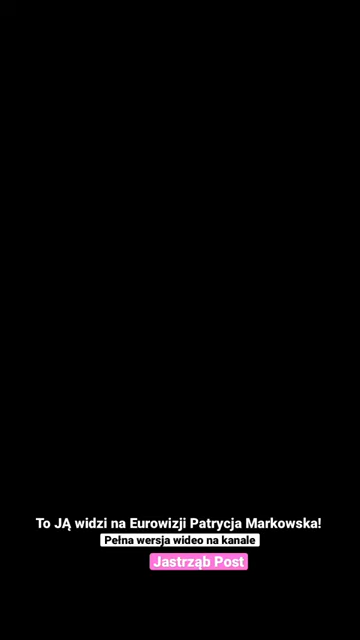 To JĄ widzi na Eurowizji Patrycja Markowska!
Pełna wersja wideo na kanale
Jastrząb Post